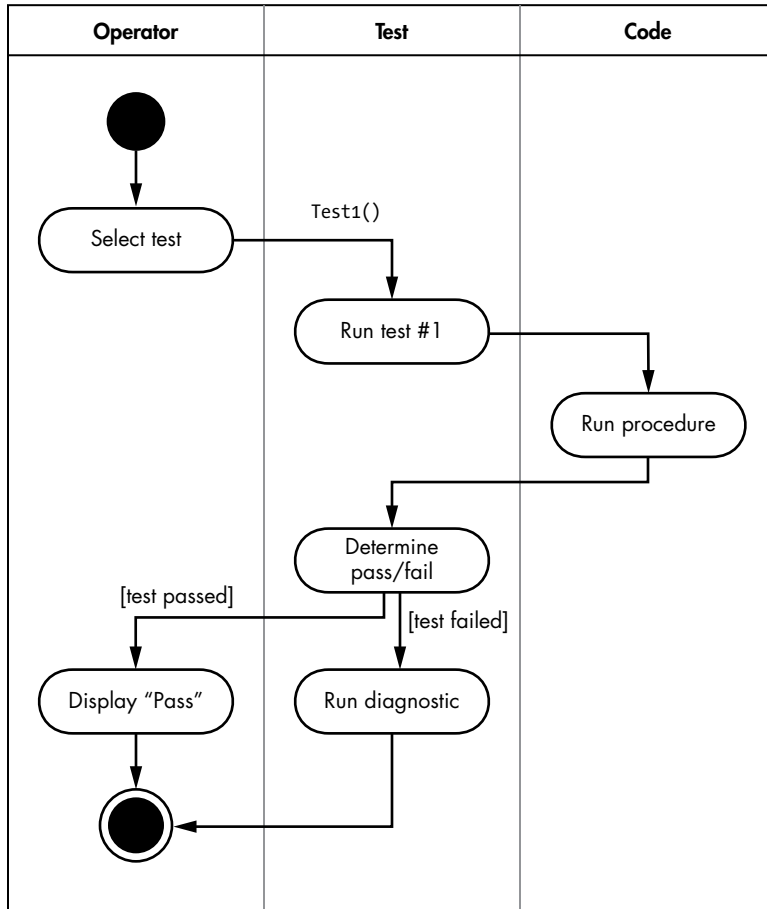 Operator
Test
Code
Test1()
Select test
Run test #1
Run procedure
Determine
pass/fail
[test passed]
[test failed]
Display “Pass”
Run diagnostic